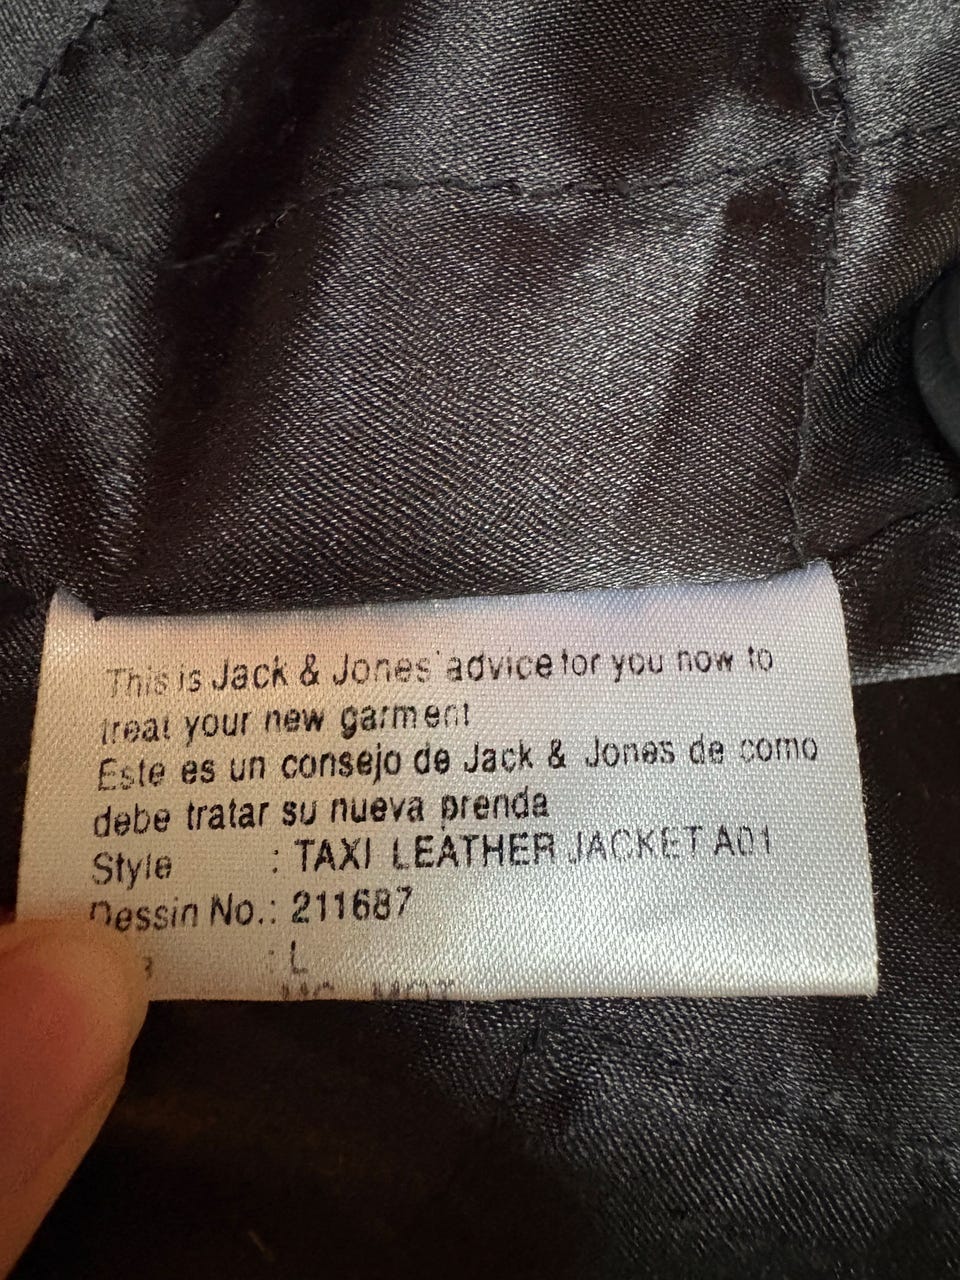 This is Jack & Jones' advice for you now to
treat your new garment
Este es un consejo de Jack & Jones de como
debe tratar su nueva prenda
Style : TAXI LEATHER JACKET A01
Dessin No.: 211687
: L